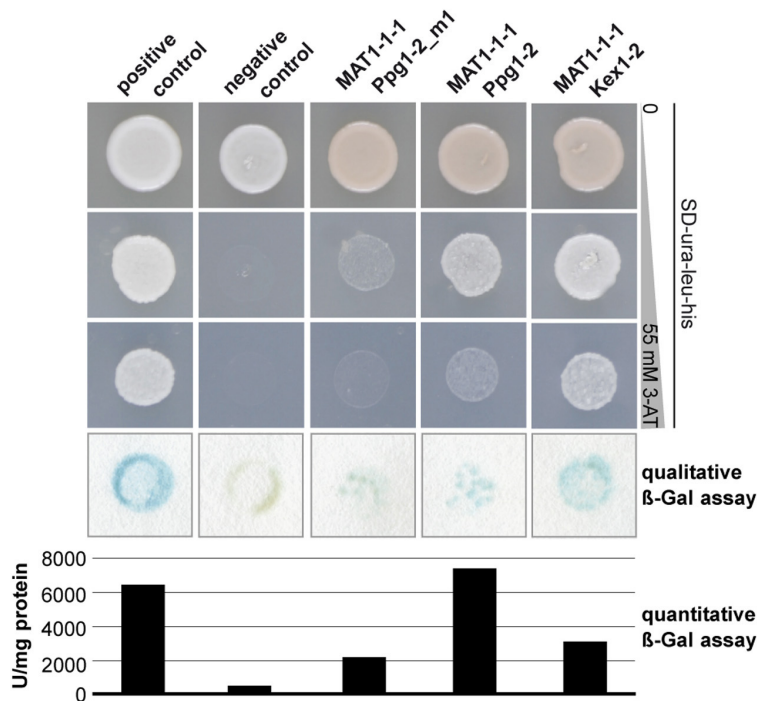 positive
control
negative
control
MAT1-1-1
Ppg1-2_m1
MAT1-1-1
Ppg1-2
MAT1-1-1
Kex1-2
0
55 mM 3-AT
SD-ura-leu-his
qualitative
ß-Gal assay
8000
6000
4000
2000
0
U/mg protein
quantitative
ß-Gal assay